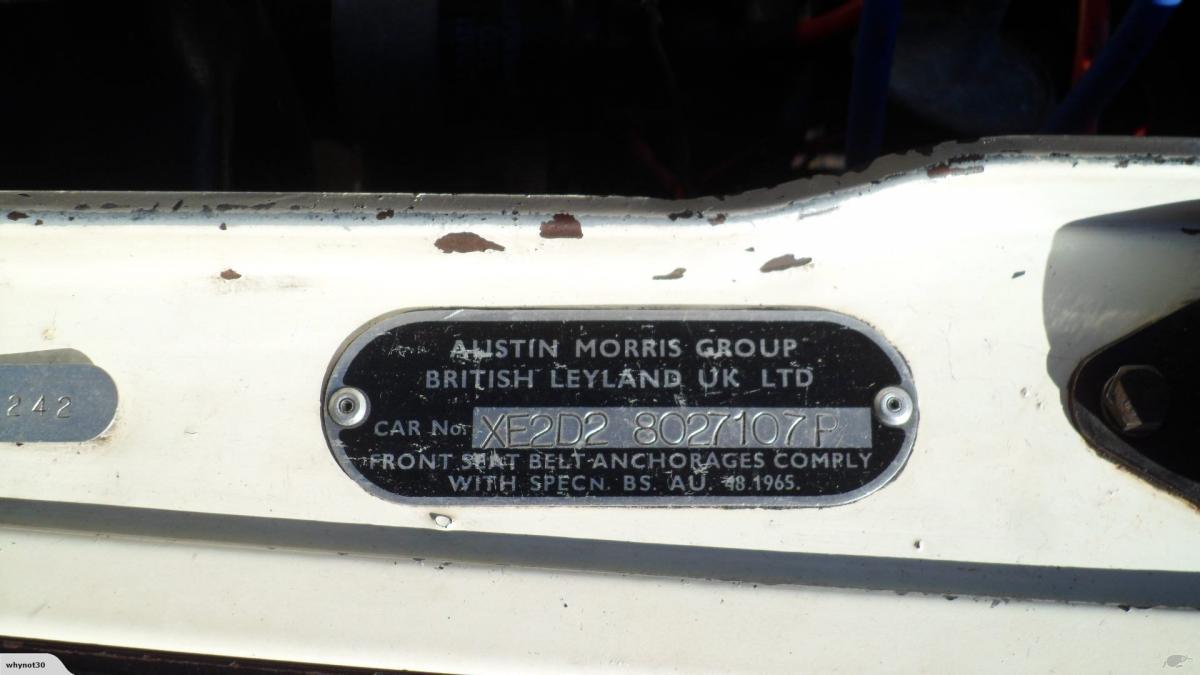 AUSTIN MORRIS GROUP
BRITISH LEYLAND UK LTD
CAR No. XE2D2 8027107P
FRONT SEAT BELT ANCHORAGES COMPLY
WITH SPECN. BS. AU. 48.1965.
242
whynot30